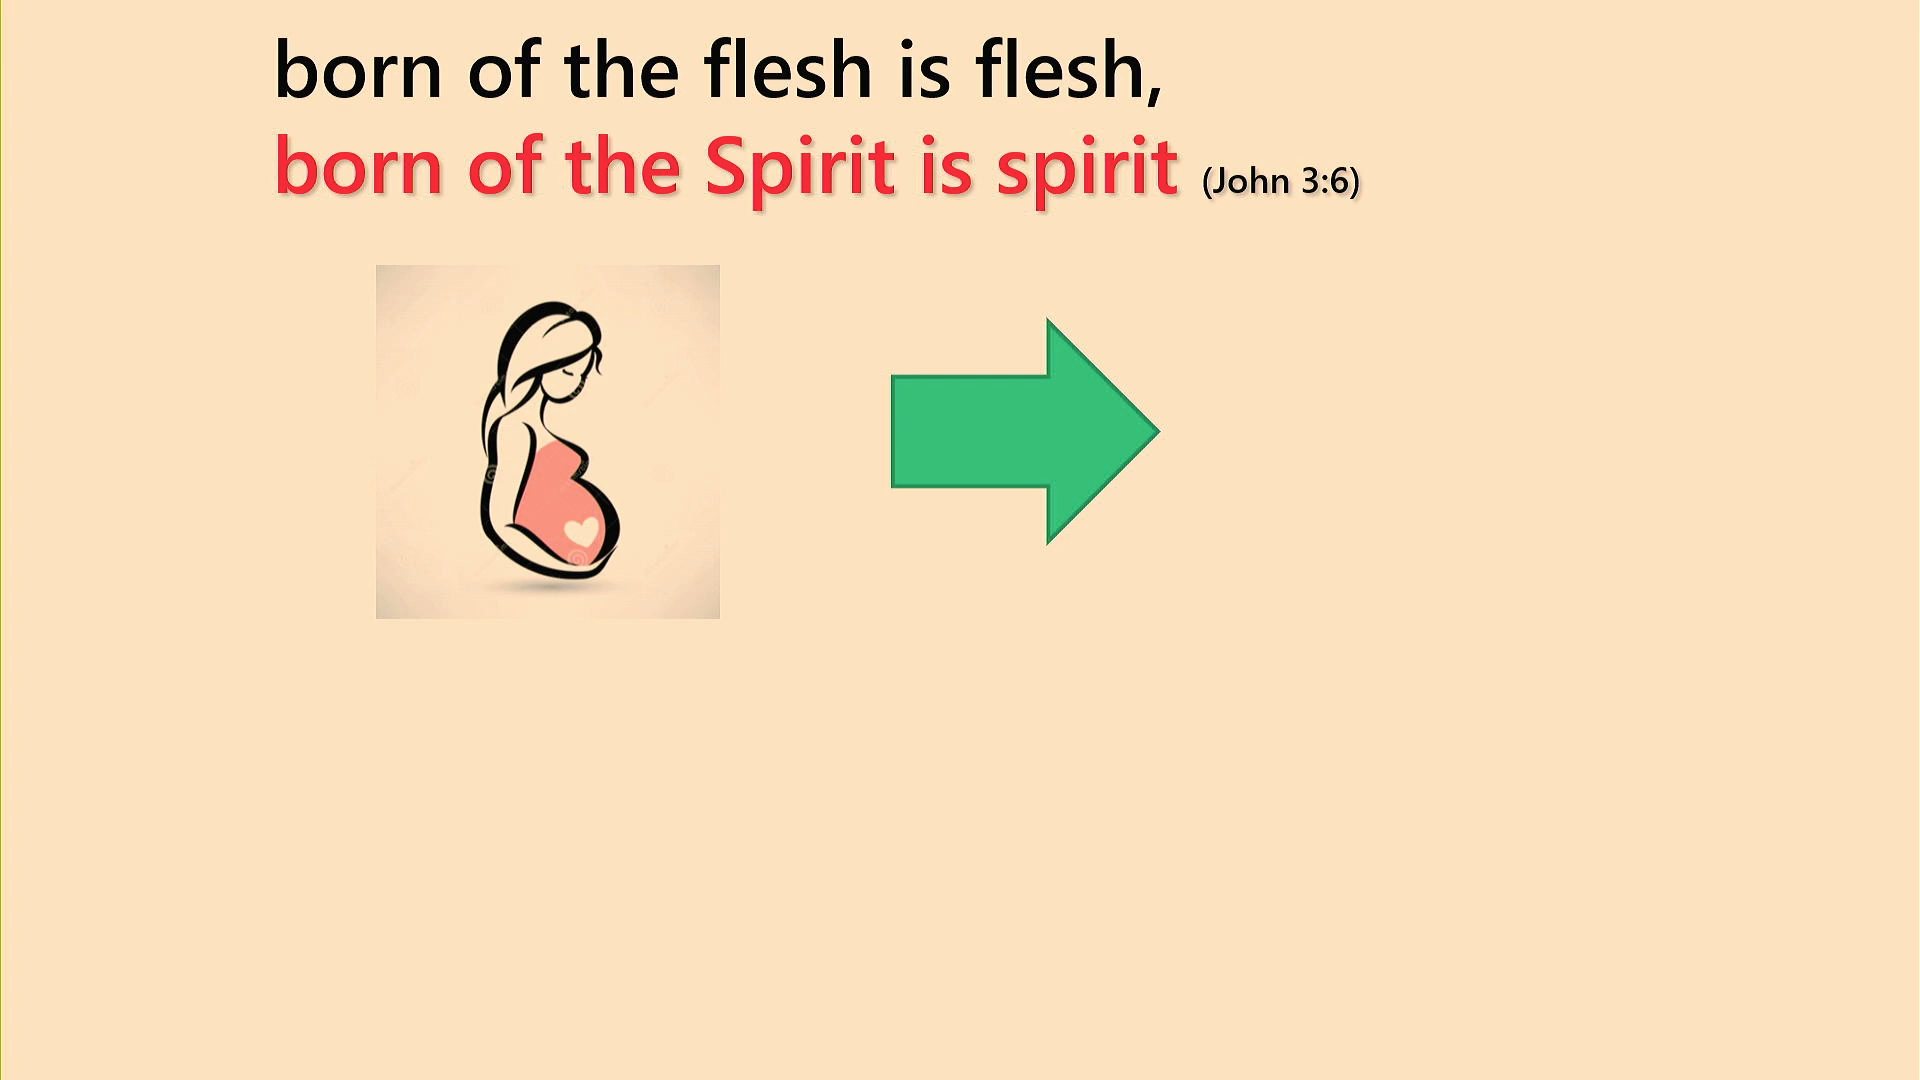 born of the flesh is flesh,
born of the Spirit is spirit (John 3:6)